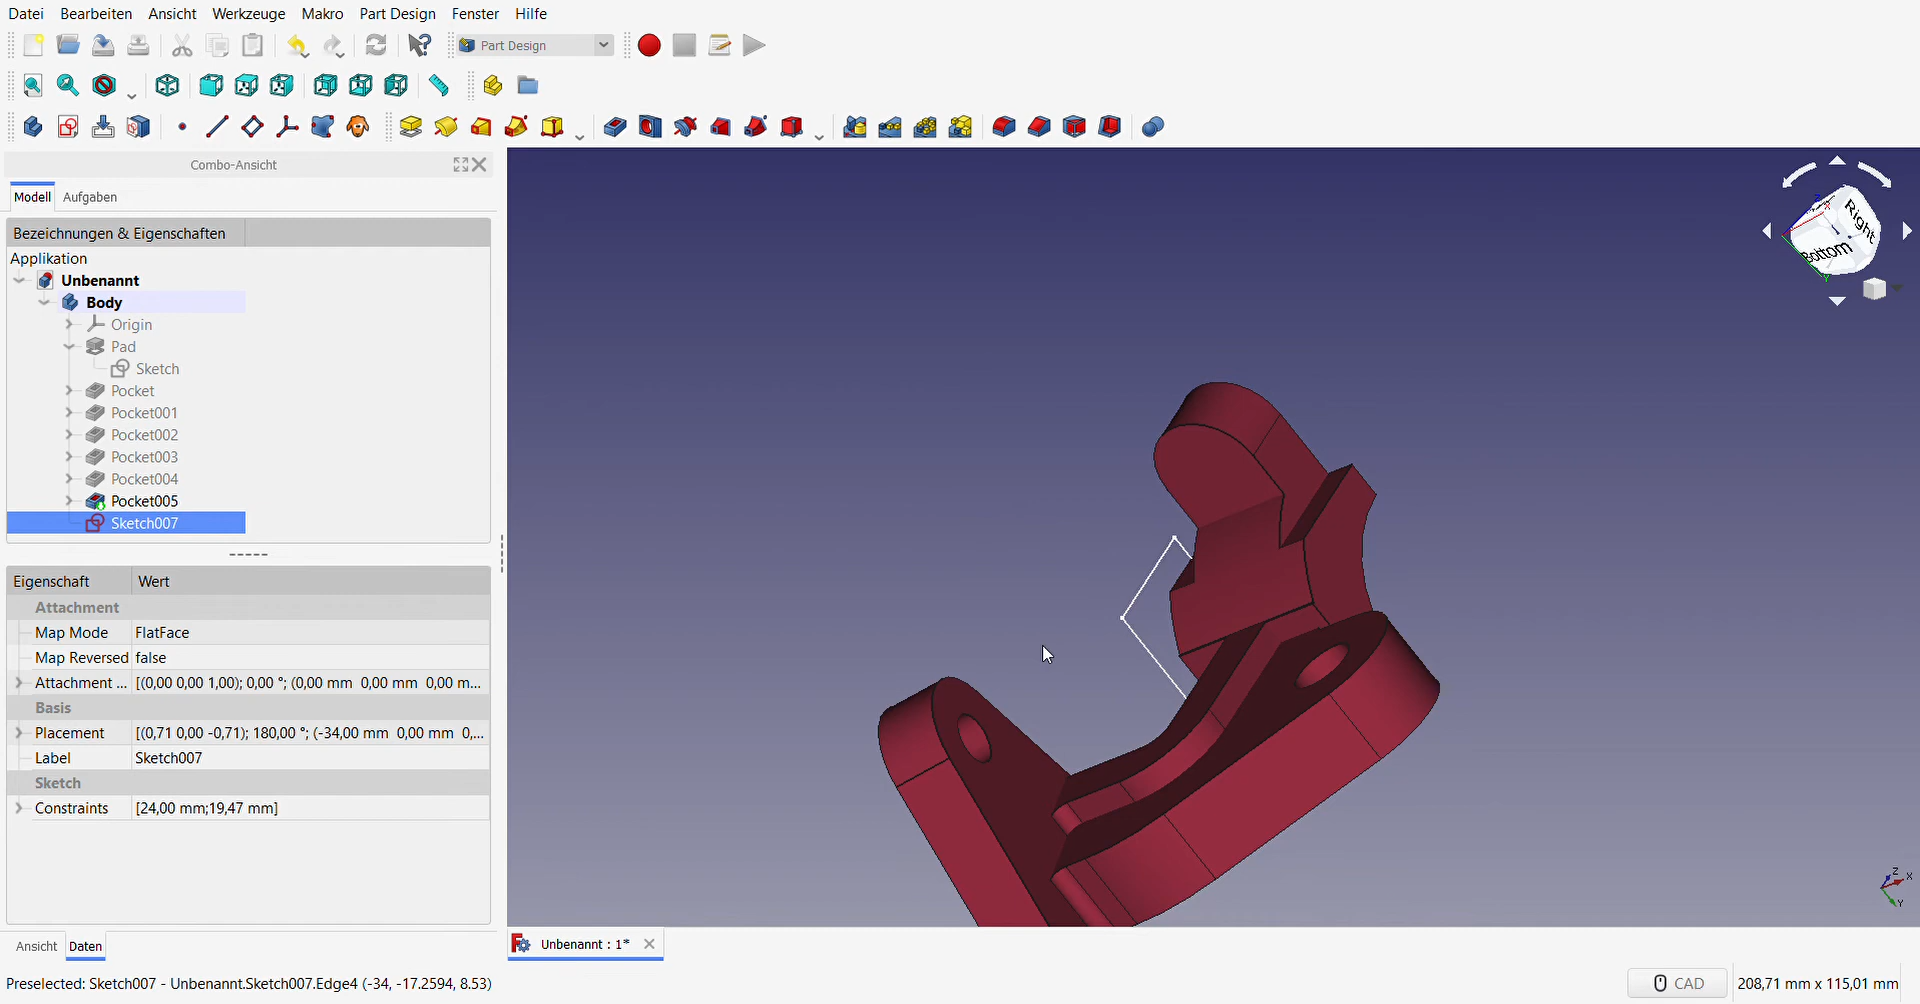 Datei Bearbeiten Ansicht Werkzeuge Makro Part Design Fenster Hilfe
Part Design
Combo-Ansicht
Modell Aufgaben
Bezeichnungen & Eigenschaften
Applikation
Unbenannt
Body
Origin
Pad
Sketch
Pocket
Pocket001
Pocket002
Pocket003
Pocket004
Pocket005
Sketch007
Eigenschaft Wert
Attachment
Map Mode FlatFace
Map Reversed false
Attachment ... [(0,00 0,00 1,00); 0,00 °; (0,00 mm 0,00 mm 0,00 m...
Basis
Placement [(0,71 0,00 -0,71); 180,00 °; (-34,00 mm 0,00 mm 0,...
Label Sketch007
Sketch
Constraints [24,00 mm;19,47 mm]
Ansicht Daten
Right
Bottom
Z
X
Y
Z
X
Y
Unbenannt : 1*
Preselected: Sketch007 - Unbenannt.Sketch007.Edge4 (-34, -17.2594, 8.53)
CAD
208,71 mm x 115,01 mm